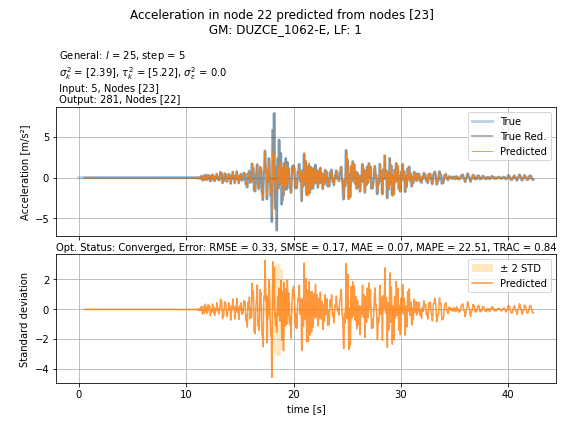 Acceleration in node 22 predicted from nodes [23]
GM: DUZCE_1062-E, LF: 1
General: l = 25, step = 5
σ²ₖ = [2.39], τ²ₖ = [5.22], σ²ε = 0.0
Input: 5, Nodes [23]
Output: 281, Nodes [22]
Acceleration [m/s²]
5
0
−5
True
True Red.
Predicted
Opt. Status: Converged, Error: RMSE = 0.33, SMSE = 0.17, MAE = 0.07, MAPE = 22.51, TRAC = 0.84
Standard deviation
2
0
−2
−4
± 2 STD
Predicted
0 10 20 30 40
time [s]